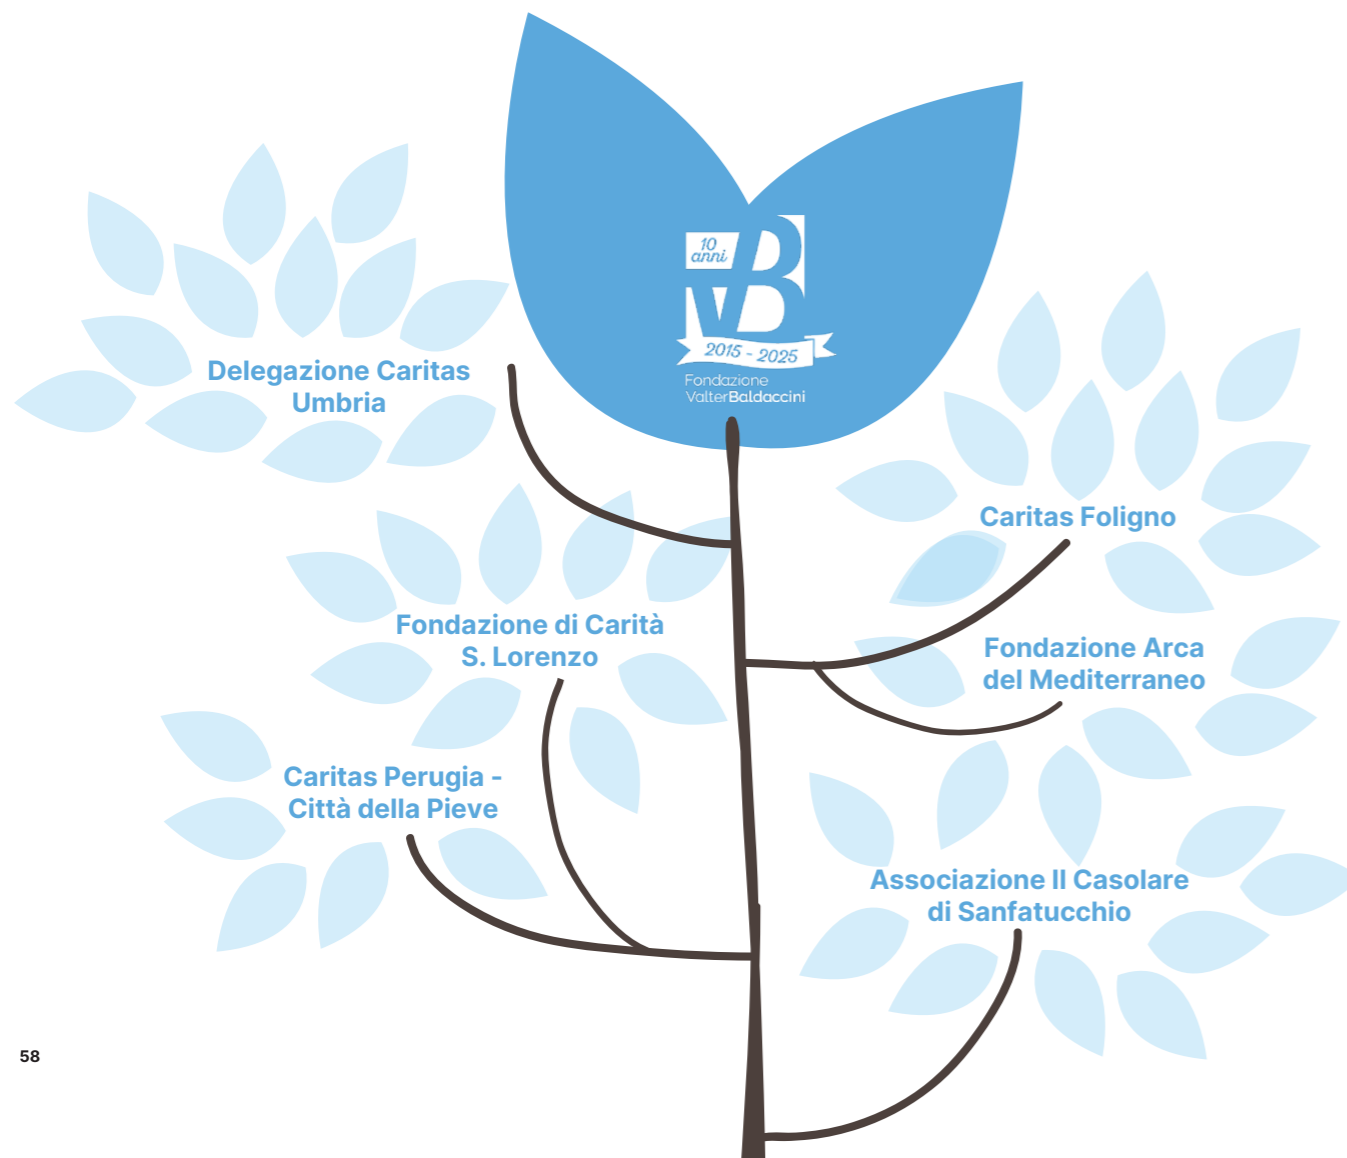 10
anni
VB
2015 - 2025
Fondazione
ValterBaldaccini
Delegazione Caritas
Umbria
Caritas Foligno
Fondazione di Carità
S. Lorenzo
Fondazione Arca
del Mediterraneo
Caritas Perugia -
Città della Pieve
Associazione Il Casolare
di Sanfatucchio
58